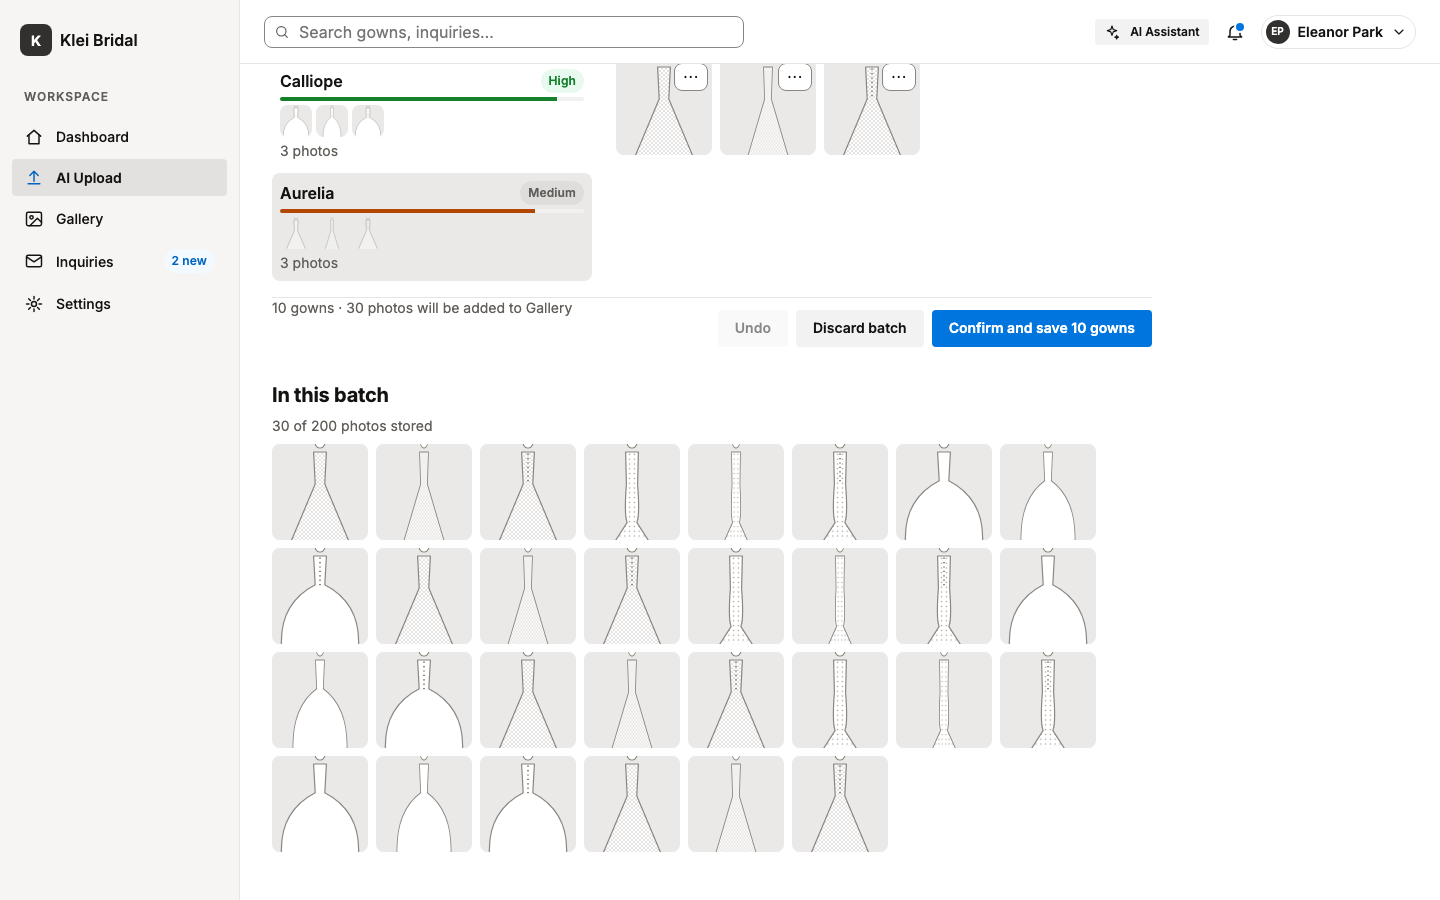 K
Klei Bridal
Search gowns, inquiries...
AI Assistant
EP
Eleanor Park
WORKSPACE
Dashboard
AI Upload
Gallery
Inquiries
2 new
Settings
Calliope
High
3 photos
Aurelia
Medium
3 photos
10 gowns · 30 photos will be added to Gallery
Undo
Discard batch
Confirm and save 10 gowns
In this batch
30 of 200 photos stored